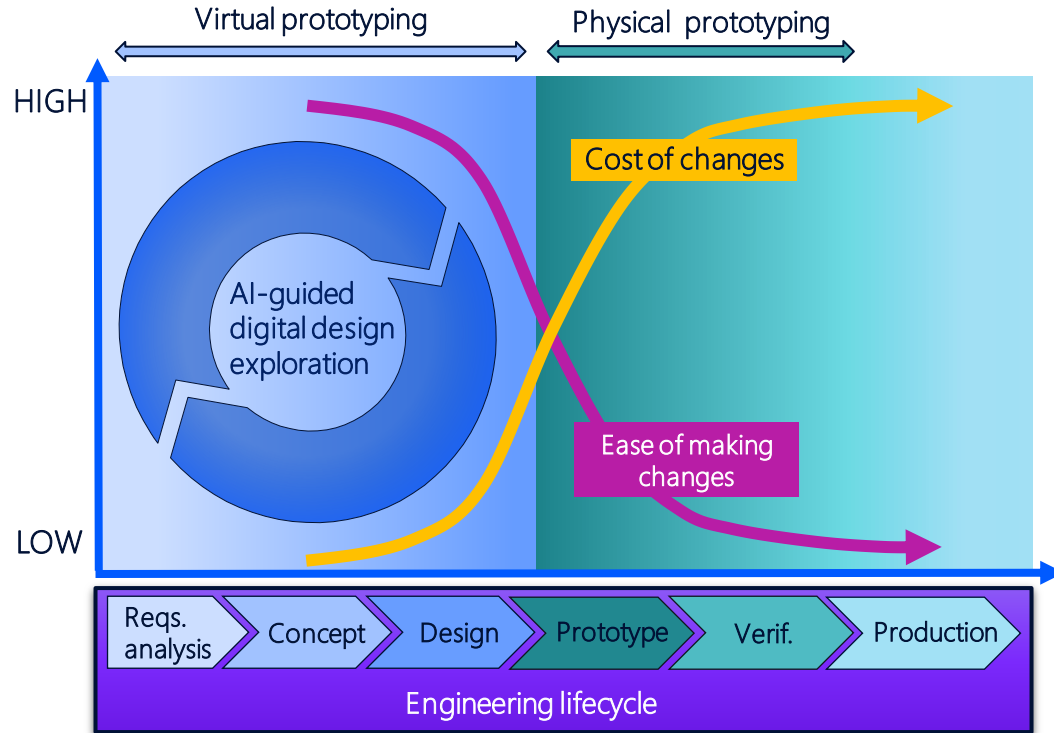 Virtual prototyping
Physical prototyping
HIGH
Cost of changes
AI-guided
digital design
exploration
Ease of making
changes
LOW
Reqs.
analysis
Concept
Design
Prototype
Verif.
Production
Engineering lifecycle